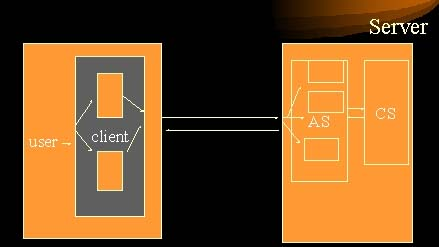 Server
user
client
AS
CS